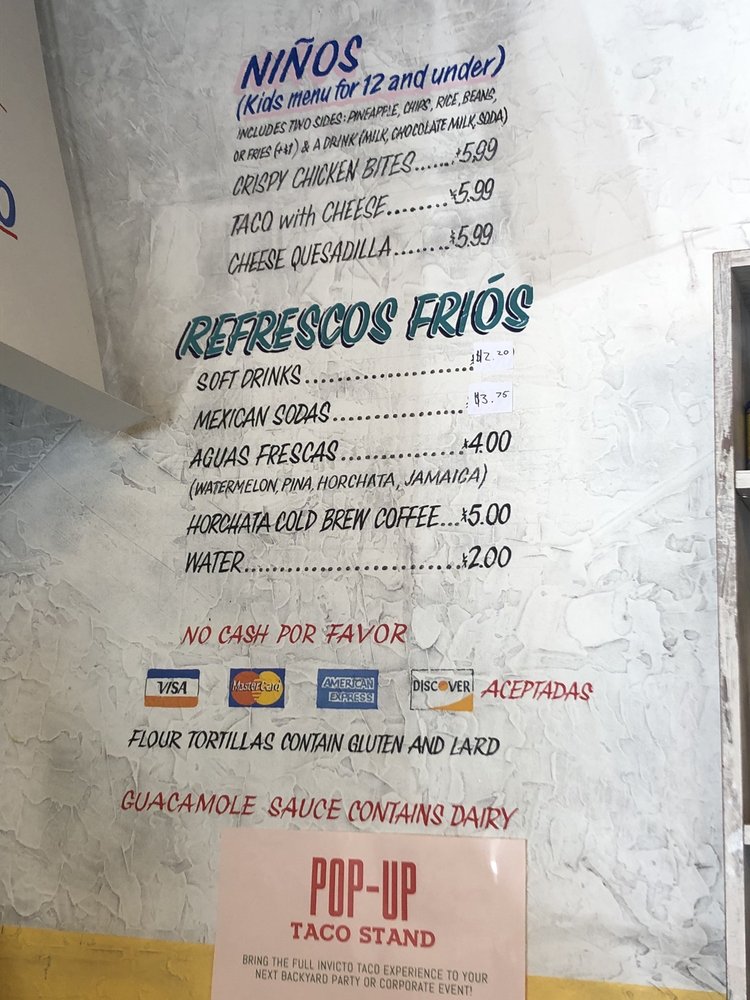 NIÑOS
(Kids menu for 12 and under)
INCLUDES TWO SIDES: PINEAPPLE, CHIPS, RICE, BEANS,
OR FRIES (+$1) & A DRINK (MILK, CHOCOLATE MILK, SODA)
CRISPY CHICKEN BITES......$5.99
TACO with CHEESE........$5.99
CHEESE QUESADILLA.......$5.99
REFRESCOS FRIÓS
SOFT DRINKS.....................$2.20
MEXICAN SODAS.................$3.75
AGUAS FRESCAS...............$4.00
(WATERMELON, PINA, HORCHATA, JAMAICA)
HORCHATA COLD BREW COFFEE...$5.00
WATER...........................$2.00
NO CASH POR FAVOR
VISA MasterCard AMERICAN EXPRESS DISCOVER ACEPTADAS
FLOUR TORTILLAS CONTAIN GLUTEN AND LARD
GUACAMOLE SAUCE CONTAINS DAIRY
POP-UP
TACO STAND
BRING THE FULL INVICTO TACO EXPERIENCE TO YOUR
NEXT BACKYARD PARTY OR CORPORATE EVENT!